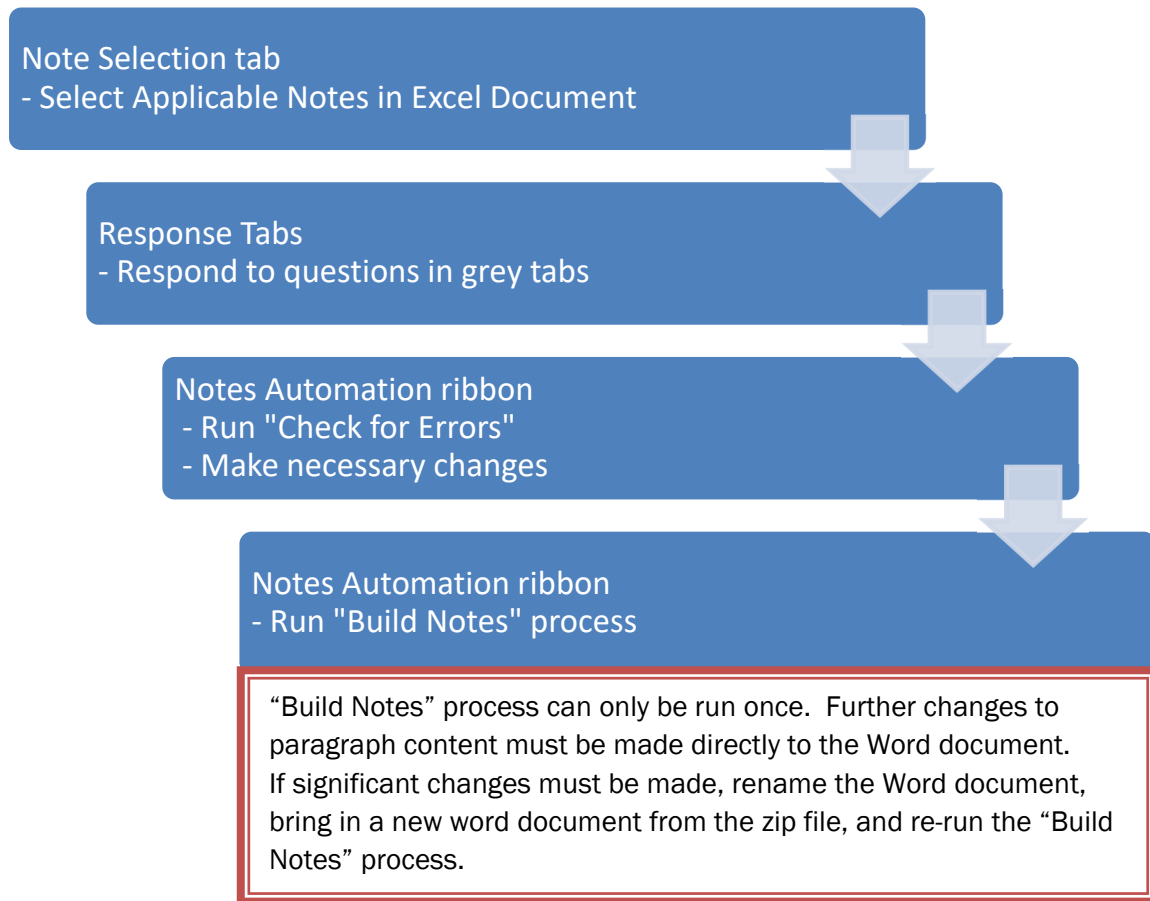 Note Selection tab
- Select Applicable Notes in Excel Document
Response Tabs
- Respond to questions in grey tabs
Notes Automation ribbon
- Run "Check for Errors"
- Make necessary changes
Notes Automation ribbon
- Run "Build Notes" process
“Build Notes” process can only be run once.  Further changes to
paragraph content must be made directly to the Word document.
If significant changes must be made, rename the Word document,
bring in a new word document from the zip file, and re-run the “Build
Notes” process.